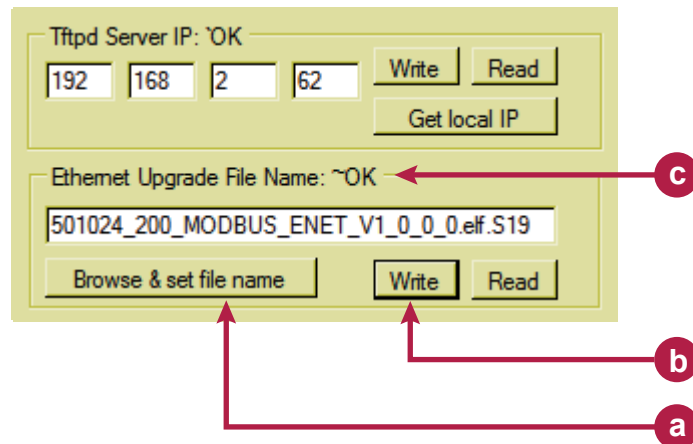 Tftpd Server IP: `OK
192 168 2 62 Write Read
Get local IP
Ethernet Upgrade File Name: ~OK
c
501024_200_MODBUS_ENET_V1_0_0_0.elf.S19
Browse & set file name Write Read
b
a